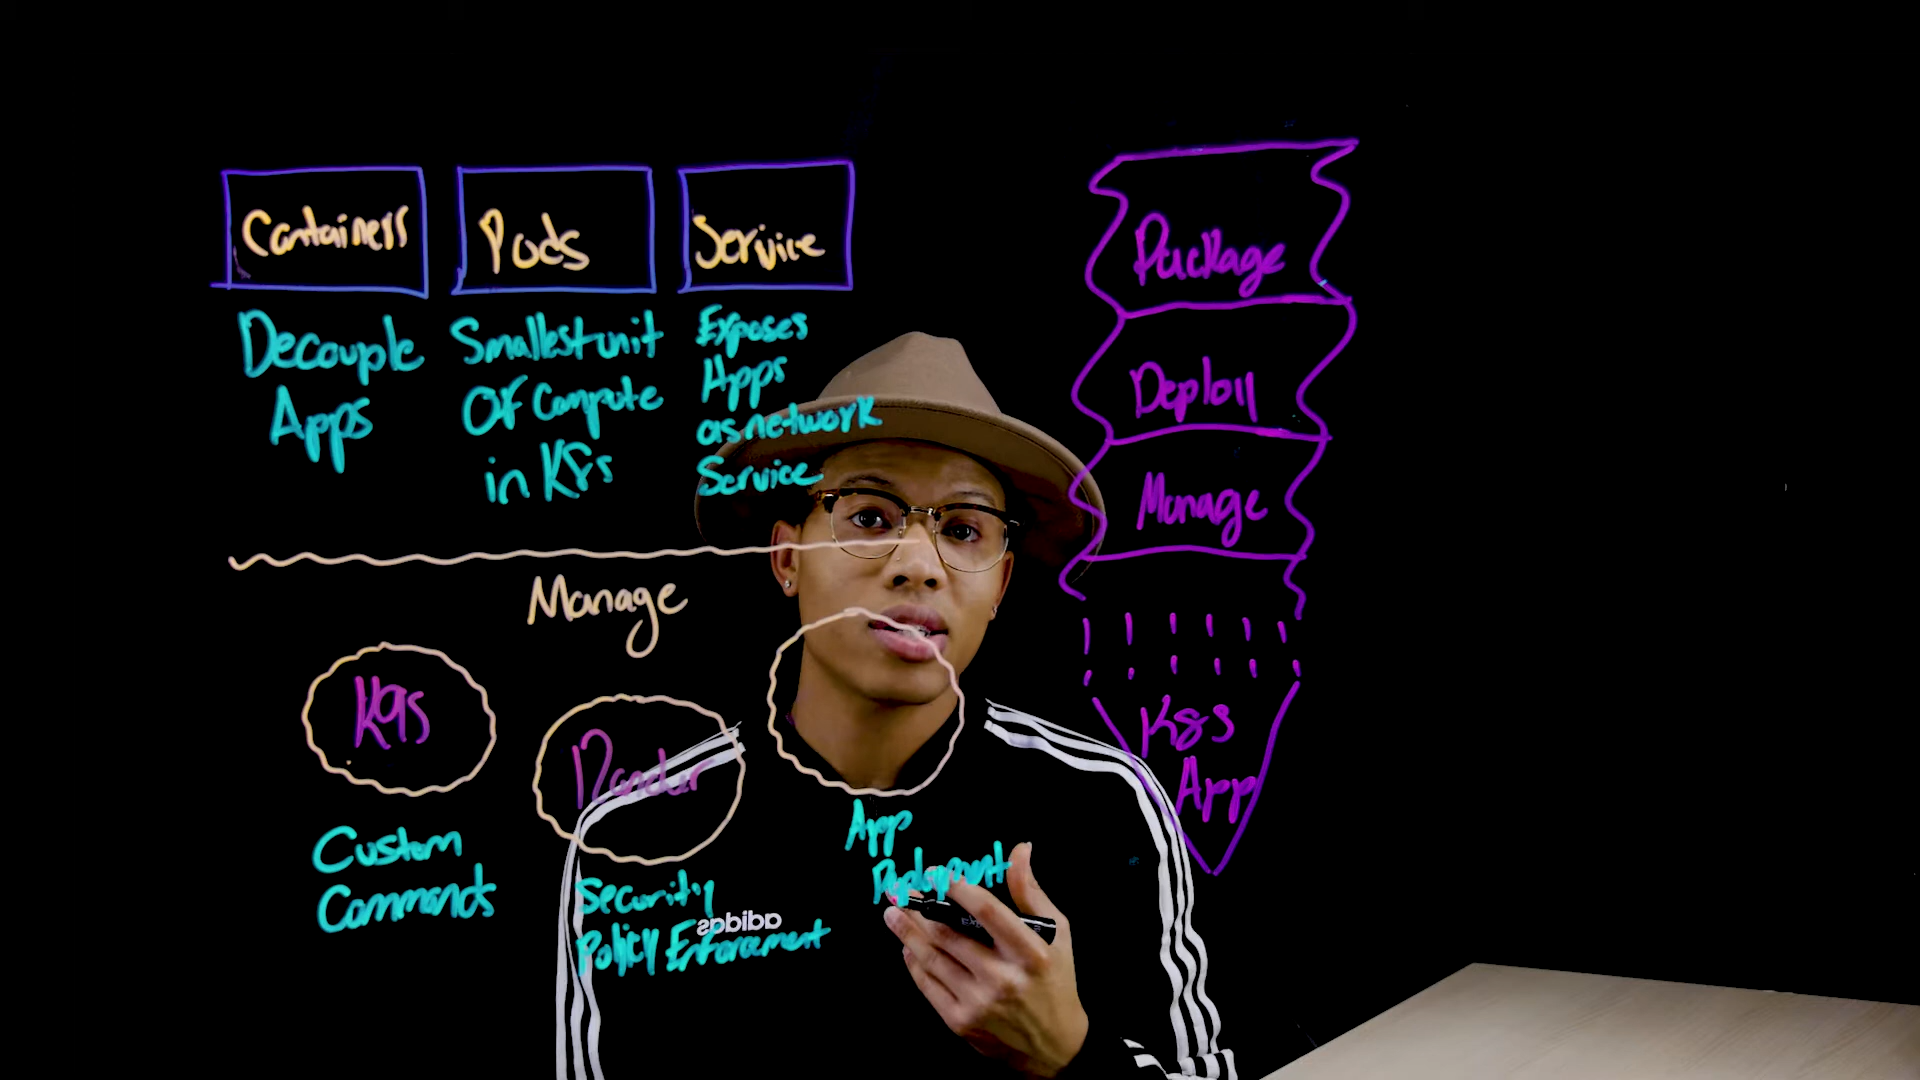 Containers
Decouple
Apps
Pods
Smallest unit
Of Compute
in K8s
Service
Exposes
Apps
as network
Service
Manage
K9s
Custom
Commands
Security
Policy Enforcement
App
Deployment
adidas
Package
Deploy
Manage
K8s
App